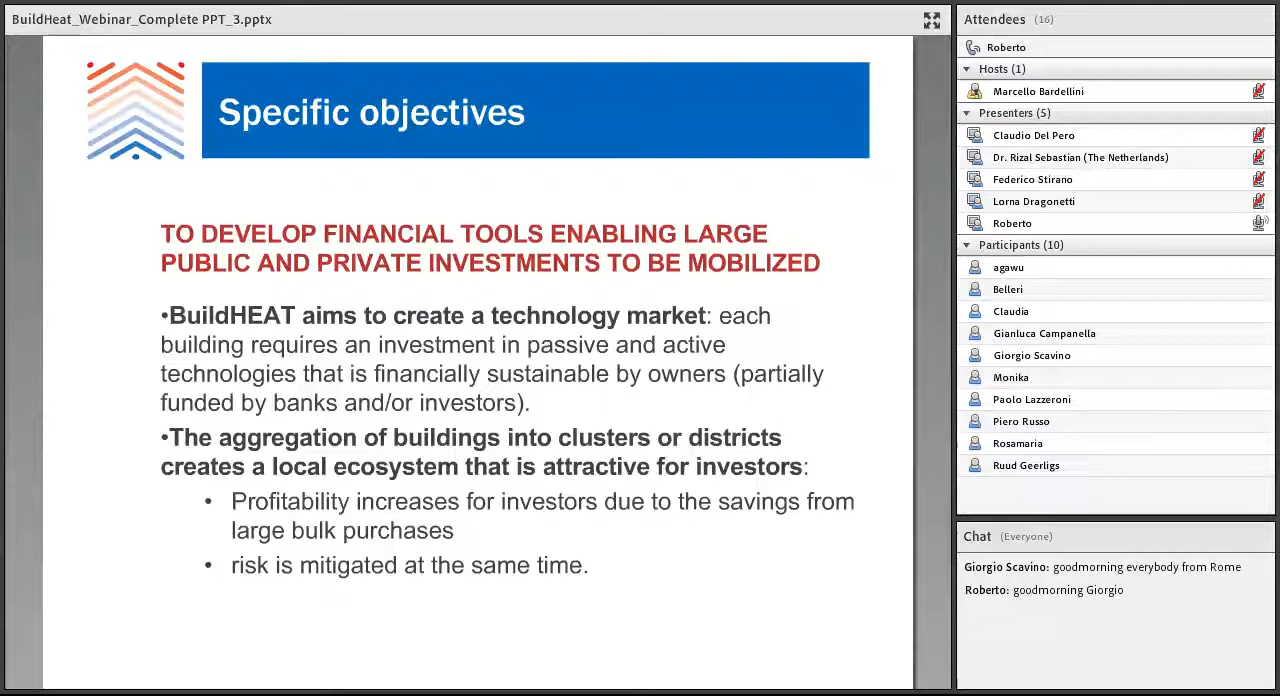 BuildHeat_Webinar_Complete PPT_3.pptx
Specific objectives
TO DEVELOP FINANCIAL TOOLS ENABLING LARGE
PUBLIC AND PRIVATE INVESTMENTS TO BE MOBILIZED
•BuildHEAT aims to create a technology market: each
building requires an investment in passive and active
technologies that is financially sustainable by owners (partially
funded by banks and/or investors).
•The aggregation of buildings into clusters or districts
creates a local ecosystem that is attractive for investors:
• Profitability increases for investors due to the savings from
large bulk purchases
• risk is mitigated at the same time.
Attendees (16)
Roberto
Hosts (1)
Marcello Bardellini
Presenters (5)
Claudio Del Pero
Dr. Rizal Sebastian (The Netherlands)
Federico Stirano
Lorna Dragonetti
Roberto
Participants (10)
agawu
Belleri
Claudia
Gianluca Campanella
Giorgio Scavino
Monika
Paolo Lazzeroni
Piero Russo
Rosamaria
Ruud Geerligs
Chat (Everyone)
Giorgio Scavino: goodmorning everybody from Rome
Roberto: goodmorning Giorgio